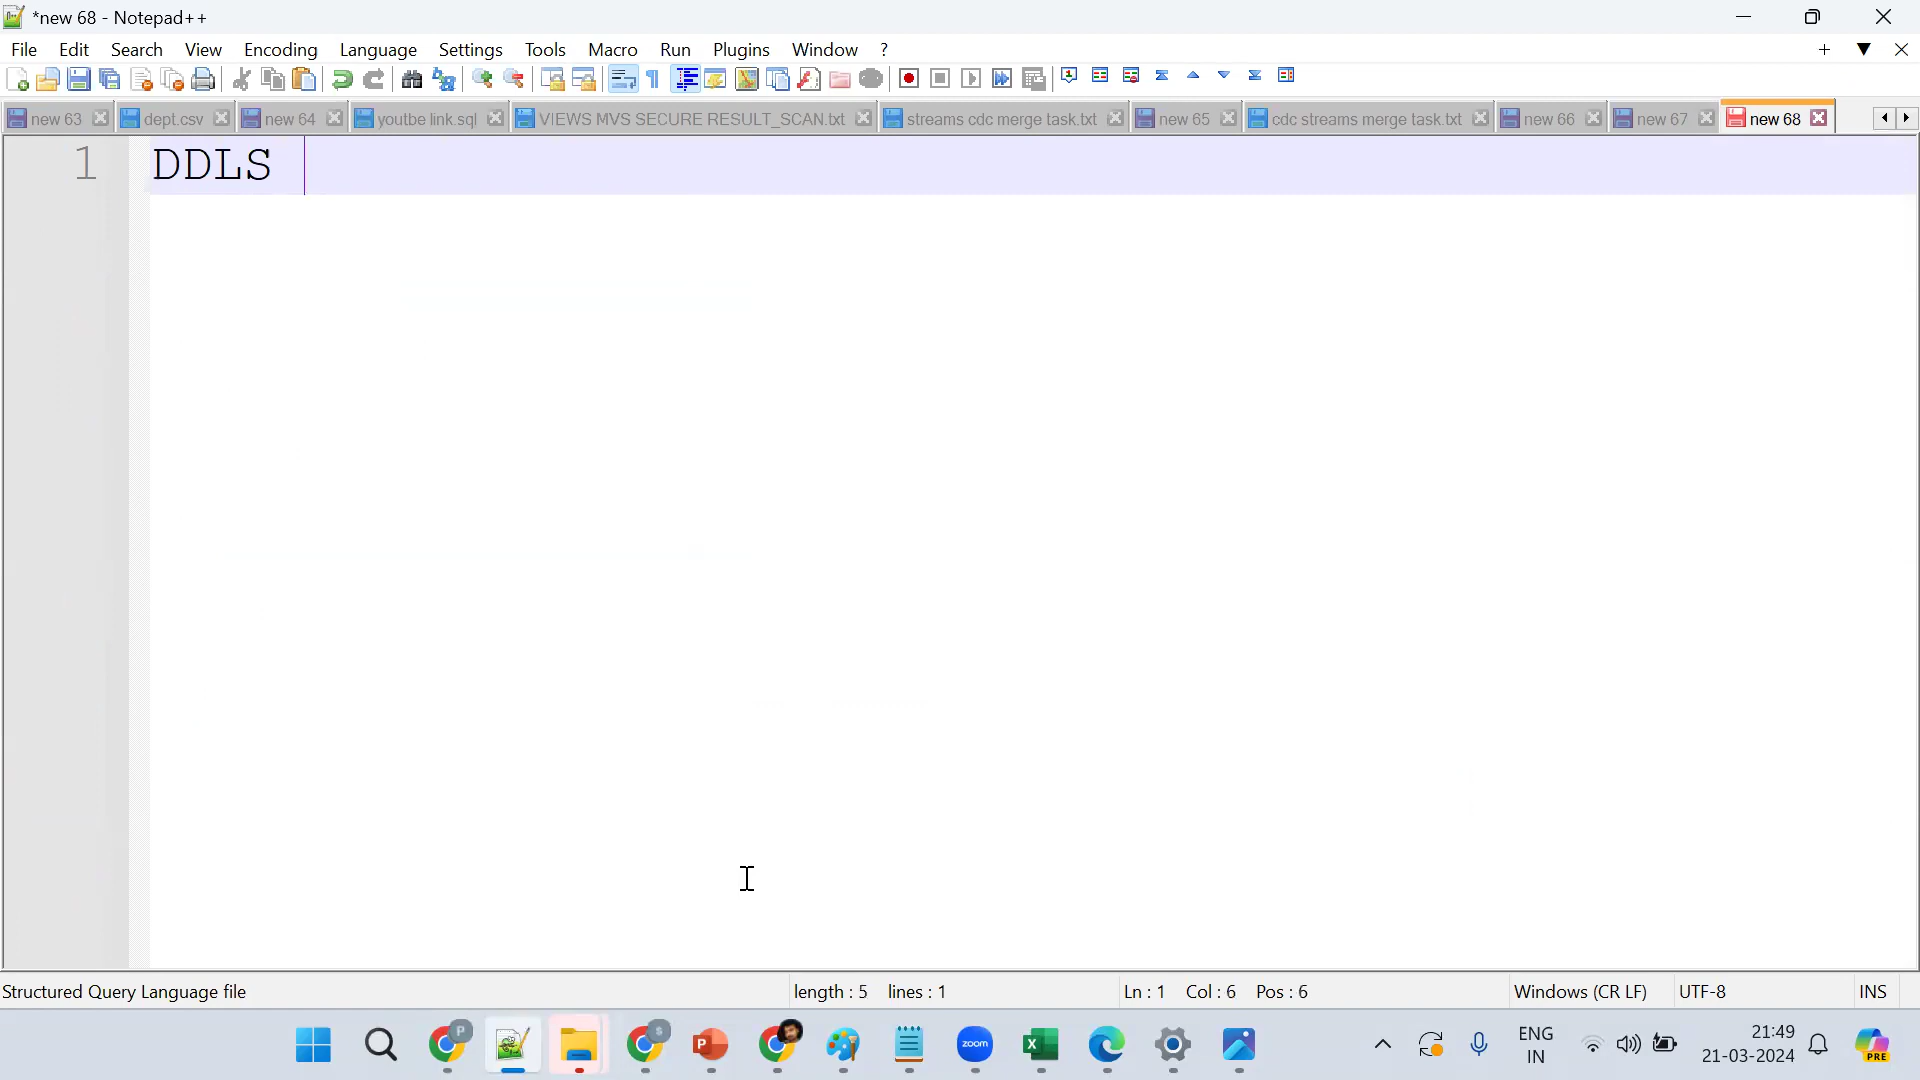 *new 68 - Notepad++
File Edit Search View Encoding Language Settings Tools Macro Run Plugins Window ?
new 63 dept.csv new 64 youtbe link.sql VIEWS MVS SECURE RESULT_SCAN.txt streams cdc merge task.txt new 65 cdc streams merge task.txt new 66 new 67 new 68
1 DDLS
Structured Query Language file length : 5 lines : 1 Ln : 1 Col : 6 Pos : 6 Windows (CR LF) UTF-8 INS
P S zoom ENG 21:49
IN 21-03-2024 PRE